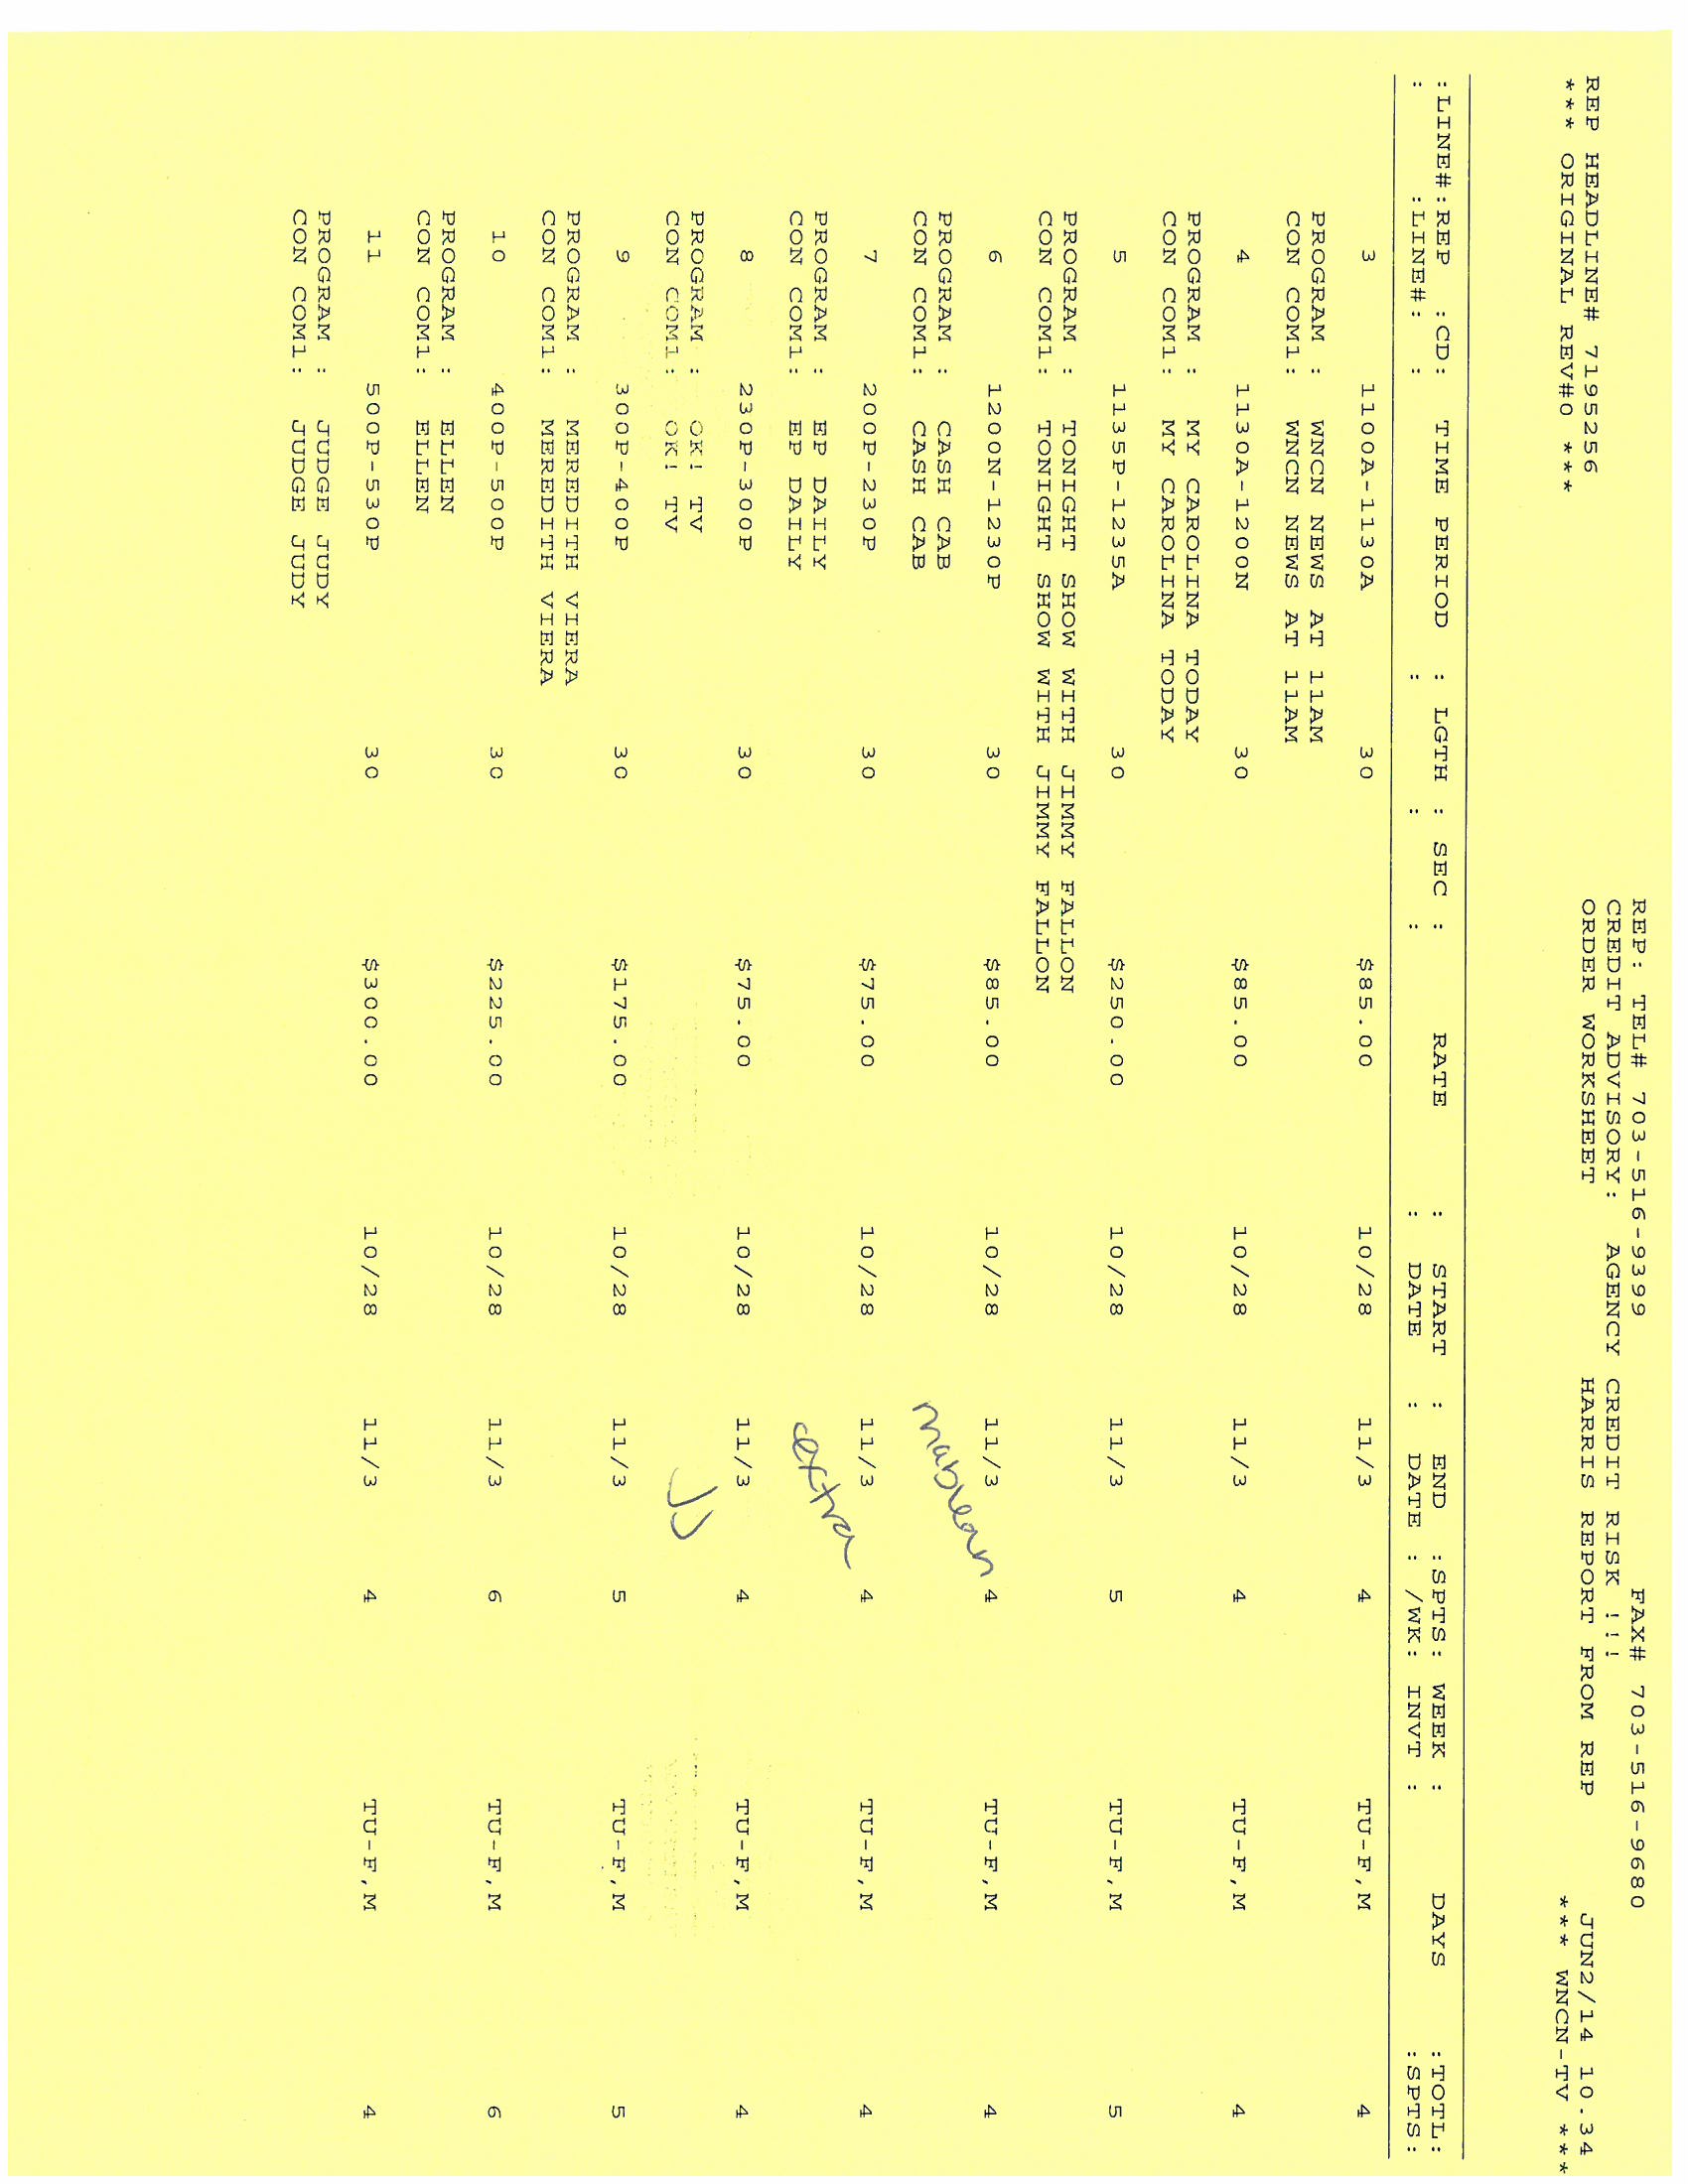 REP: TEL# 703-516-9399 FAX# 703-516-9680
CREDIT ADVISORY: AGENCY CREDIT RISK !!!
REP HEADLINE# 7195256 ORDER WORKSHEET HARRIS REPORT FROM REP JUN2/14 10.34
*** ORIGINAL REV#0 *** *** WNCN-TV ***
:LINE#:REP :CD: TIME PERIOD : LGTH : SEC : RATE : START : END :SPTS: WEEK : DAYS :TOTL:
: :LINE#: : : : : DATE : DATE : /WK: INVT : :SPTS:
3 1100A-1130A 30 $85.00 10/28 11/3 4 TU-F,M 4
PROGRAM : WNCN NEWS AT 11AM
CON COM1: WNCN NEWS AT 11AM
4 1130A-1200N 30 $85.00 10/28 11/3 4 TU-F,M 4
PROGRAM : MY CAROLINA TODAY
CON COM1: MY CAROLINA TODAY
5 1135P-1235A 30 $250.00 10/28 11/3 5 TU-F,M 5
PROGRAM : TONIGHT SHOW WITH JIMMY FALLON
CON COM1: TONIGHT SHOW WITH JIMMY FALLON
6 1200N-1230P 30 $85.00 10/28 11/3 4 TU-F,M 4
PROGRAM : CASH CAB
CON COM1: CASH CAB
7 200P-230P 30 $75.00 10/28 11/3 4 TU-F,M 4
PROGRAM : EP DAILY
CON COM1: EP DAILY extra
8 230P-300P 30 $75.00 10/28 11/3 4 TU-F,M 4
PROGRAM : OK! TV
CON COM1: OK! TV JJ
9 300P-400P 30 $175.00 10/28 11/3 5 TU-F,M 5
PROGRAM : MEREDITH VIERA
CON COM1: MEREDITH VIERA
10 400P-500P 30 $225.00 10/28 11/3 6 TU-F,M 6
PROGRAM : ELLEN
CON COM1: ELLEN
11 500P-530P 30 $300.00 10/28 11/3 4 TU-F,M 4
PROGRAM : JUDGE JUDY
CON COM1: JUDGE JUDY